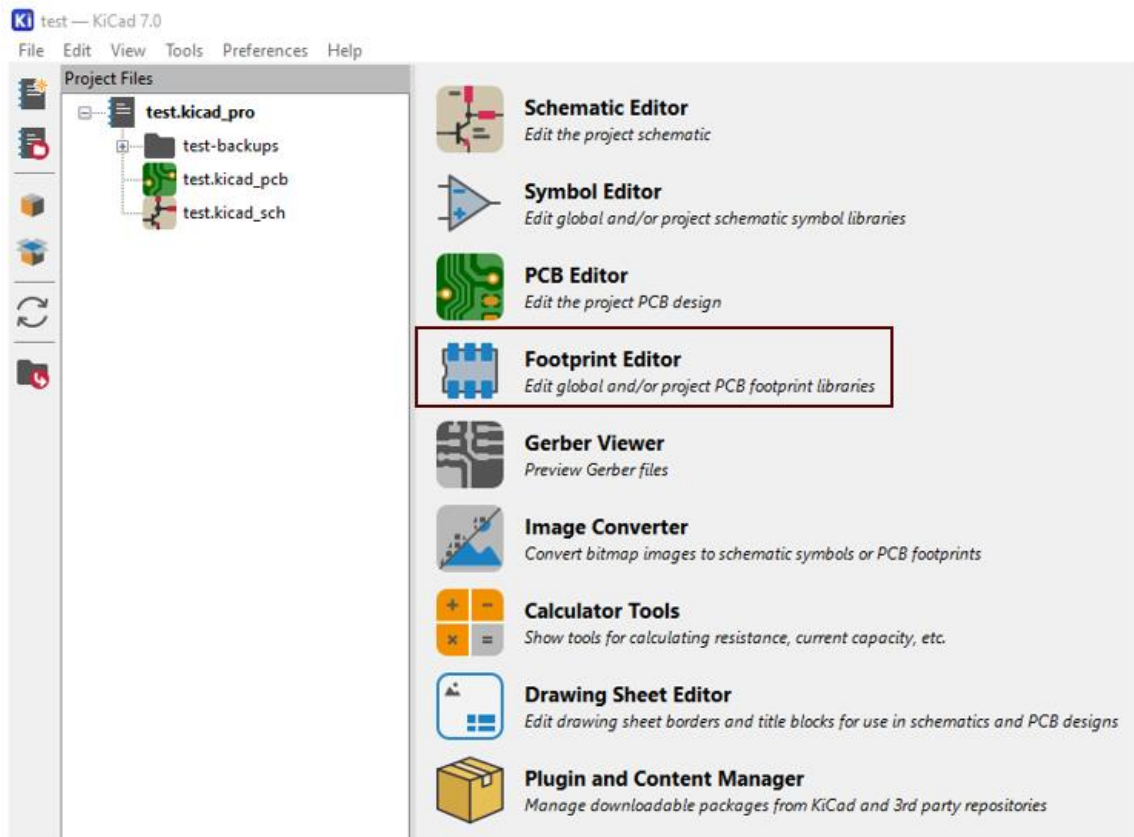 Ki test — KiCad 7.0
File Edit View Tools Preferences Help
Project Files
test.kicad_pro
test-backups
test.kicad_pcb
test.kicad_sch
Schematic Editor
Edit the project schematic
Symbol Editor
Edit global and/or project schematic symbol libraries
PCB Editor
Edit the project PCB design
Footprint Editor
Edit global and/or project PCB footprint libraries
Gerber Viewer
Preview Gerber files
Image Converter
Convert bitmap images to schematic symbols or PCB footprints
Calculator Tools
Show tools for calculating resistance, current capacity, etc.
Drawing Sheet Editor
Edit drawing sheet borders and title blocks for use in schematics and PCB designs
Plugin and Content Manager
Manage downloadable packages from KiCad and 3rd party repositories